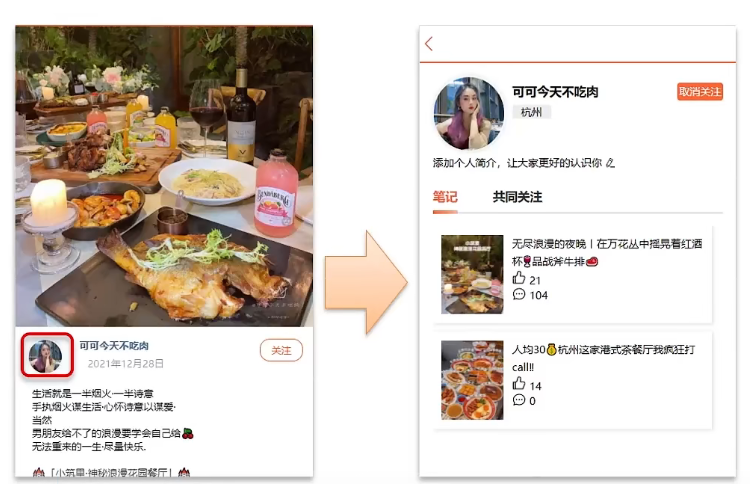 BUNDABERG
可可今天不吃肉
2021年12月28日
关注
生活就是一半烟火·一半诗意
手执烟火谋生活·心怀诗意以谋爱·
当然
男朋友给不了的浪漫要学会自己给🍒
无法重来的一生·尽量快乐.
🏰「小筑里·神秘浪漫花园餐厅」🏰
可可今天不吃肉
取消关注
杭州
添加个人简介，让大家更好的认识你
笔记 共同关注
无尽浪漫的夜晚丨在万花丛中摇晃着红酒
杯🍷品战斧牛排🥩
21
104
人均30💰杭州这家港式茶餐厅我疯狂打
call‼
14
0